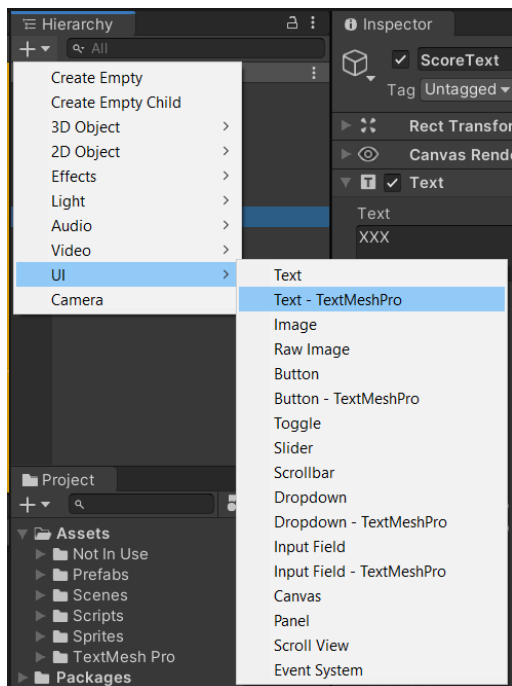 Hierarchy
All
Create Empty
Create Empty Child
3D Object
2D Object
Effects
Light
Audio
Video
UI
Camera
Text
Text - TextMeshPro
Image
Raw Image
Button
Button - TextMeshPro
Toggle
Slider
Scrollbar
Dropdown
Dropdown - TextMeshPro
Input Field
Input Field - TextMeshPro
Canvas
Panel
Scroll View
Event System
Inspector
ScoreText
Tag Untagged
Rect Transfor
Canvas Rende
Text
Text
XXX
Project
Assets
Not In Use
Prefabs
Scenes
Scripts
Sprites
TextMesh Pro
Packages